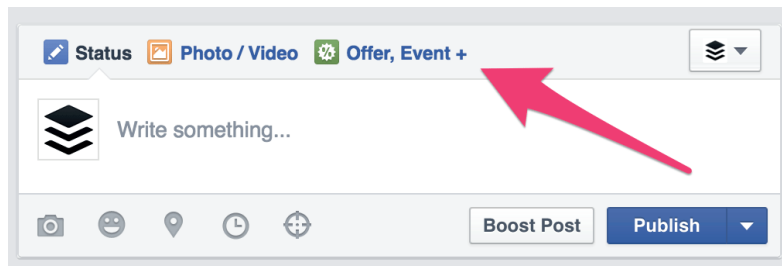 Status Photo / Video Offer, Event +
Write something...
Boost Post Publish